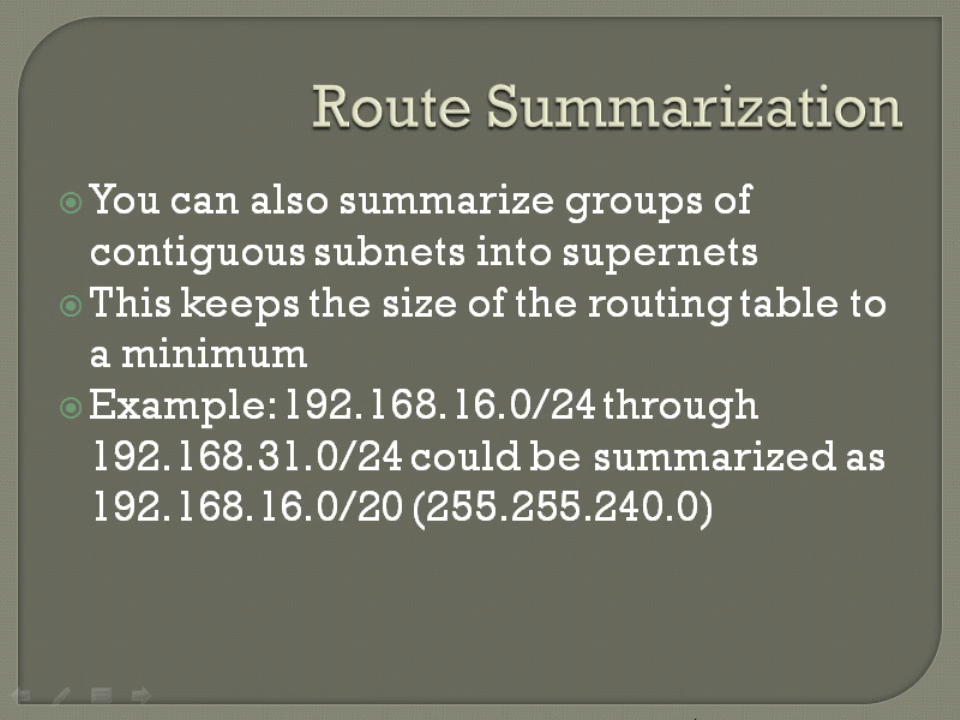 Route Summarization
You can also summarize groups of
contiguous subnets into supernets
This keeps the size of the routing table to
a minimum
Example: 192.168.16.0/24 through
192.168.31.0/24 could be summarized as
192.168.16.0/20 (255.255.240.0)